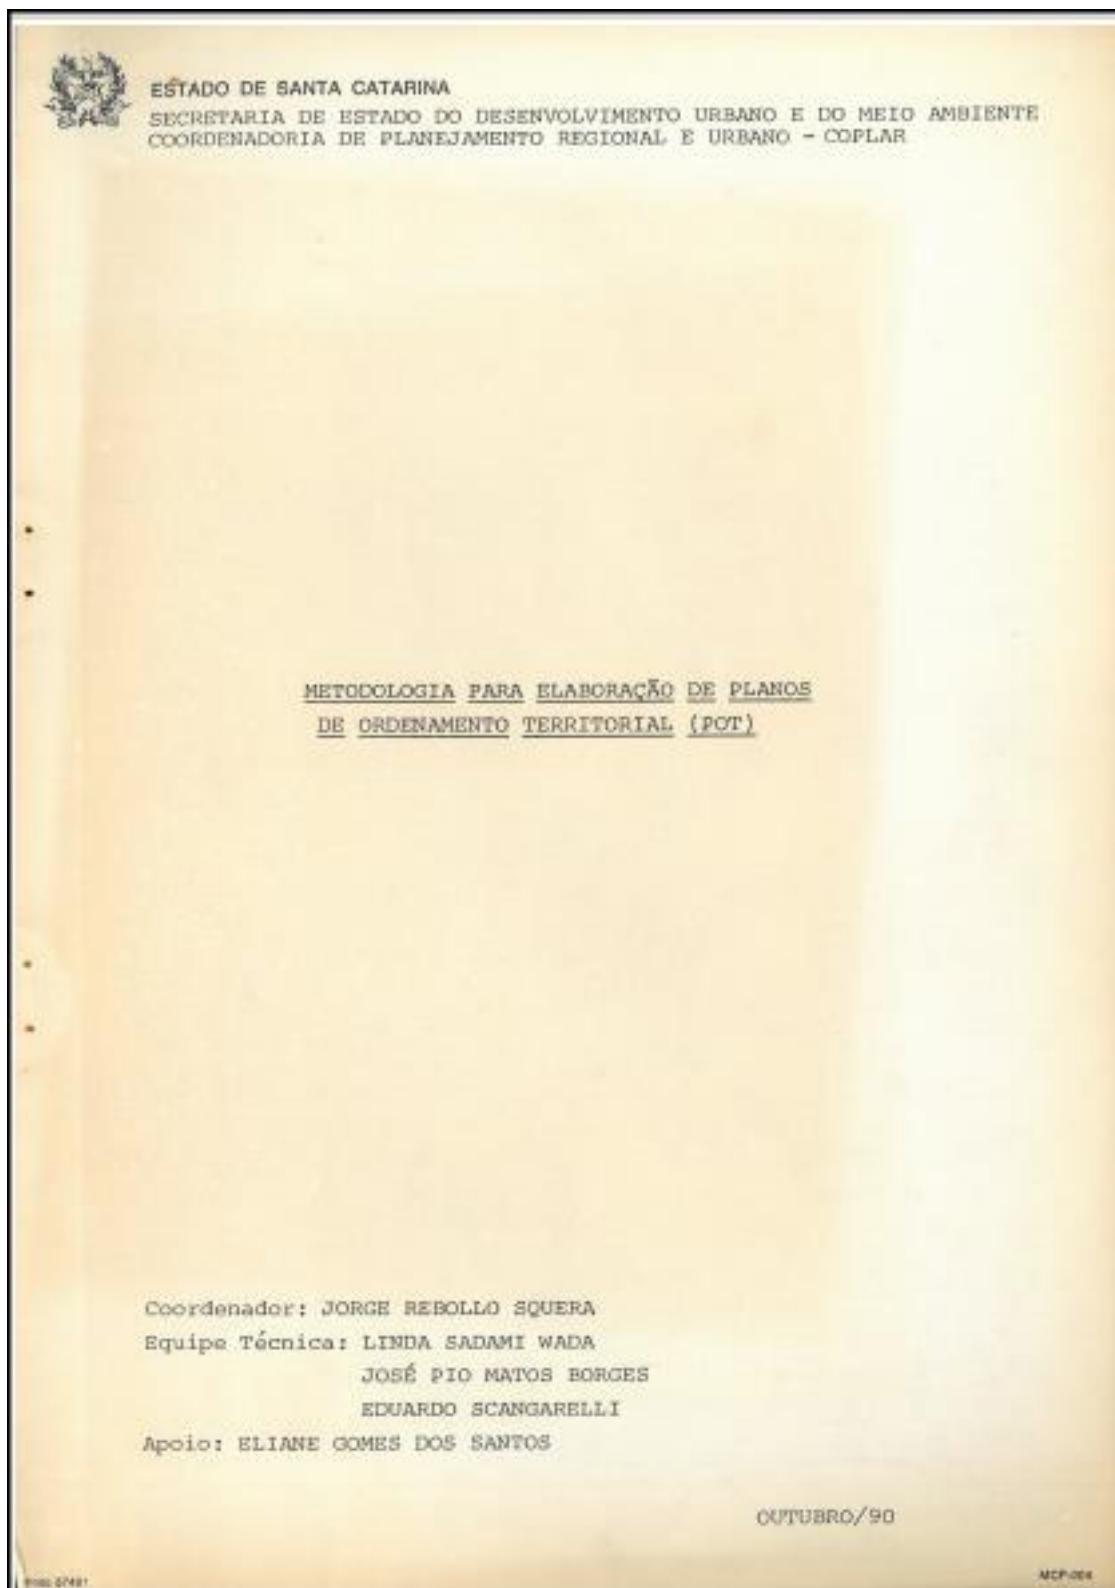 ESTADO DE SANTA CATARINA
SECRETARIA DE ESTADO DO DESENVOLVIMENTO URBANO E DO MEIO AMBIENTE
COORDENADORIA DE PLANEJAMENTO REGIONAL E URBANO - COPLAR
METODOLOGIA PARA ELABORAÇÃO DE PLANOS
DE ORDENAMENTO TERRITORIAL (POT)
Coordenador: JORGE REBOLLO SQUERA
Equipe Técnica: LINDA SADAMI WADA
JOSÉ PIO MATOS BORGES
EDUARDO SCANGARELLI
Apoio: ELIANE GOMES DOS SANTOS
OUTUBRO/90
MCP-004